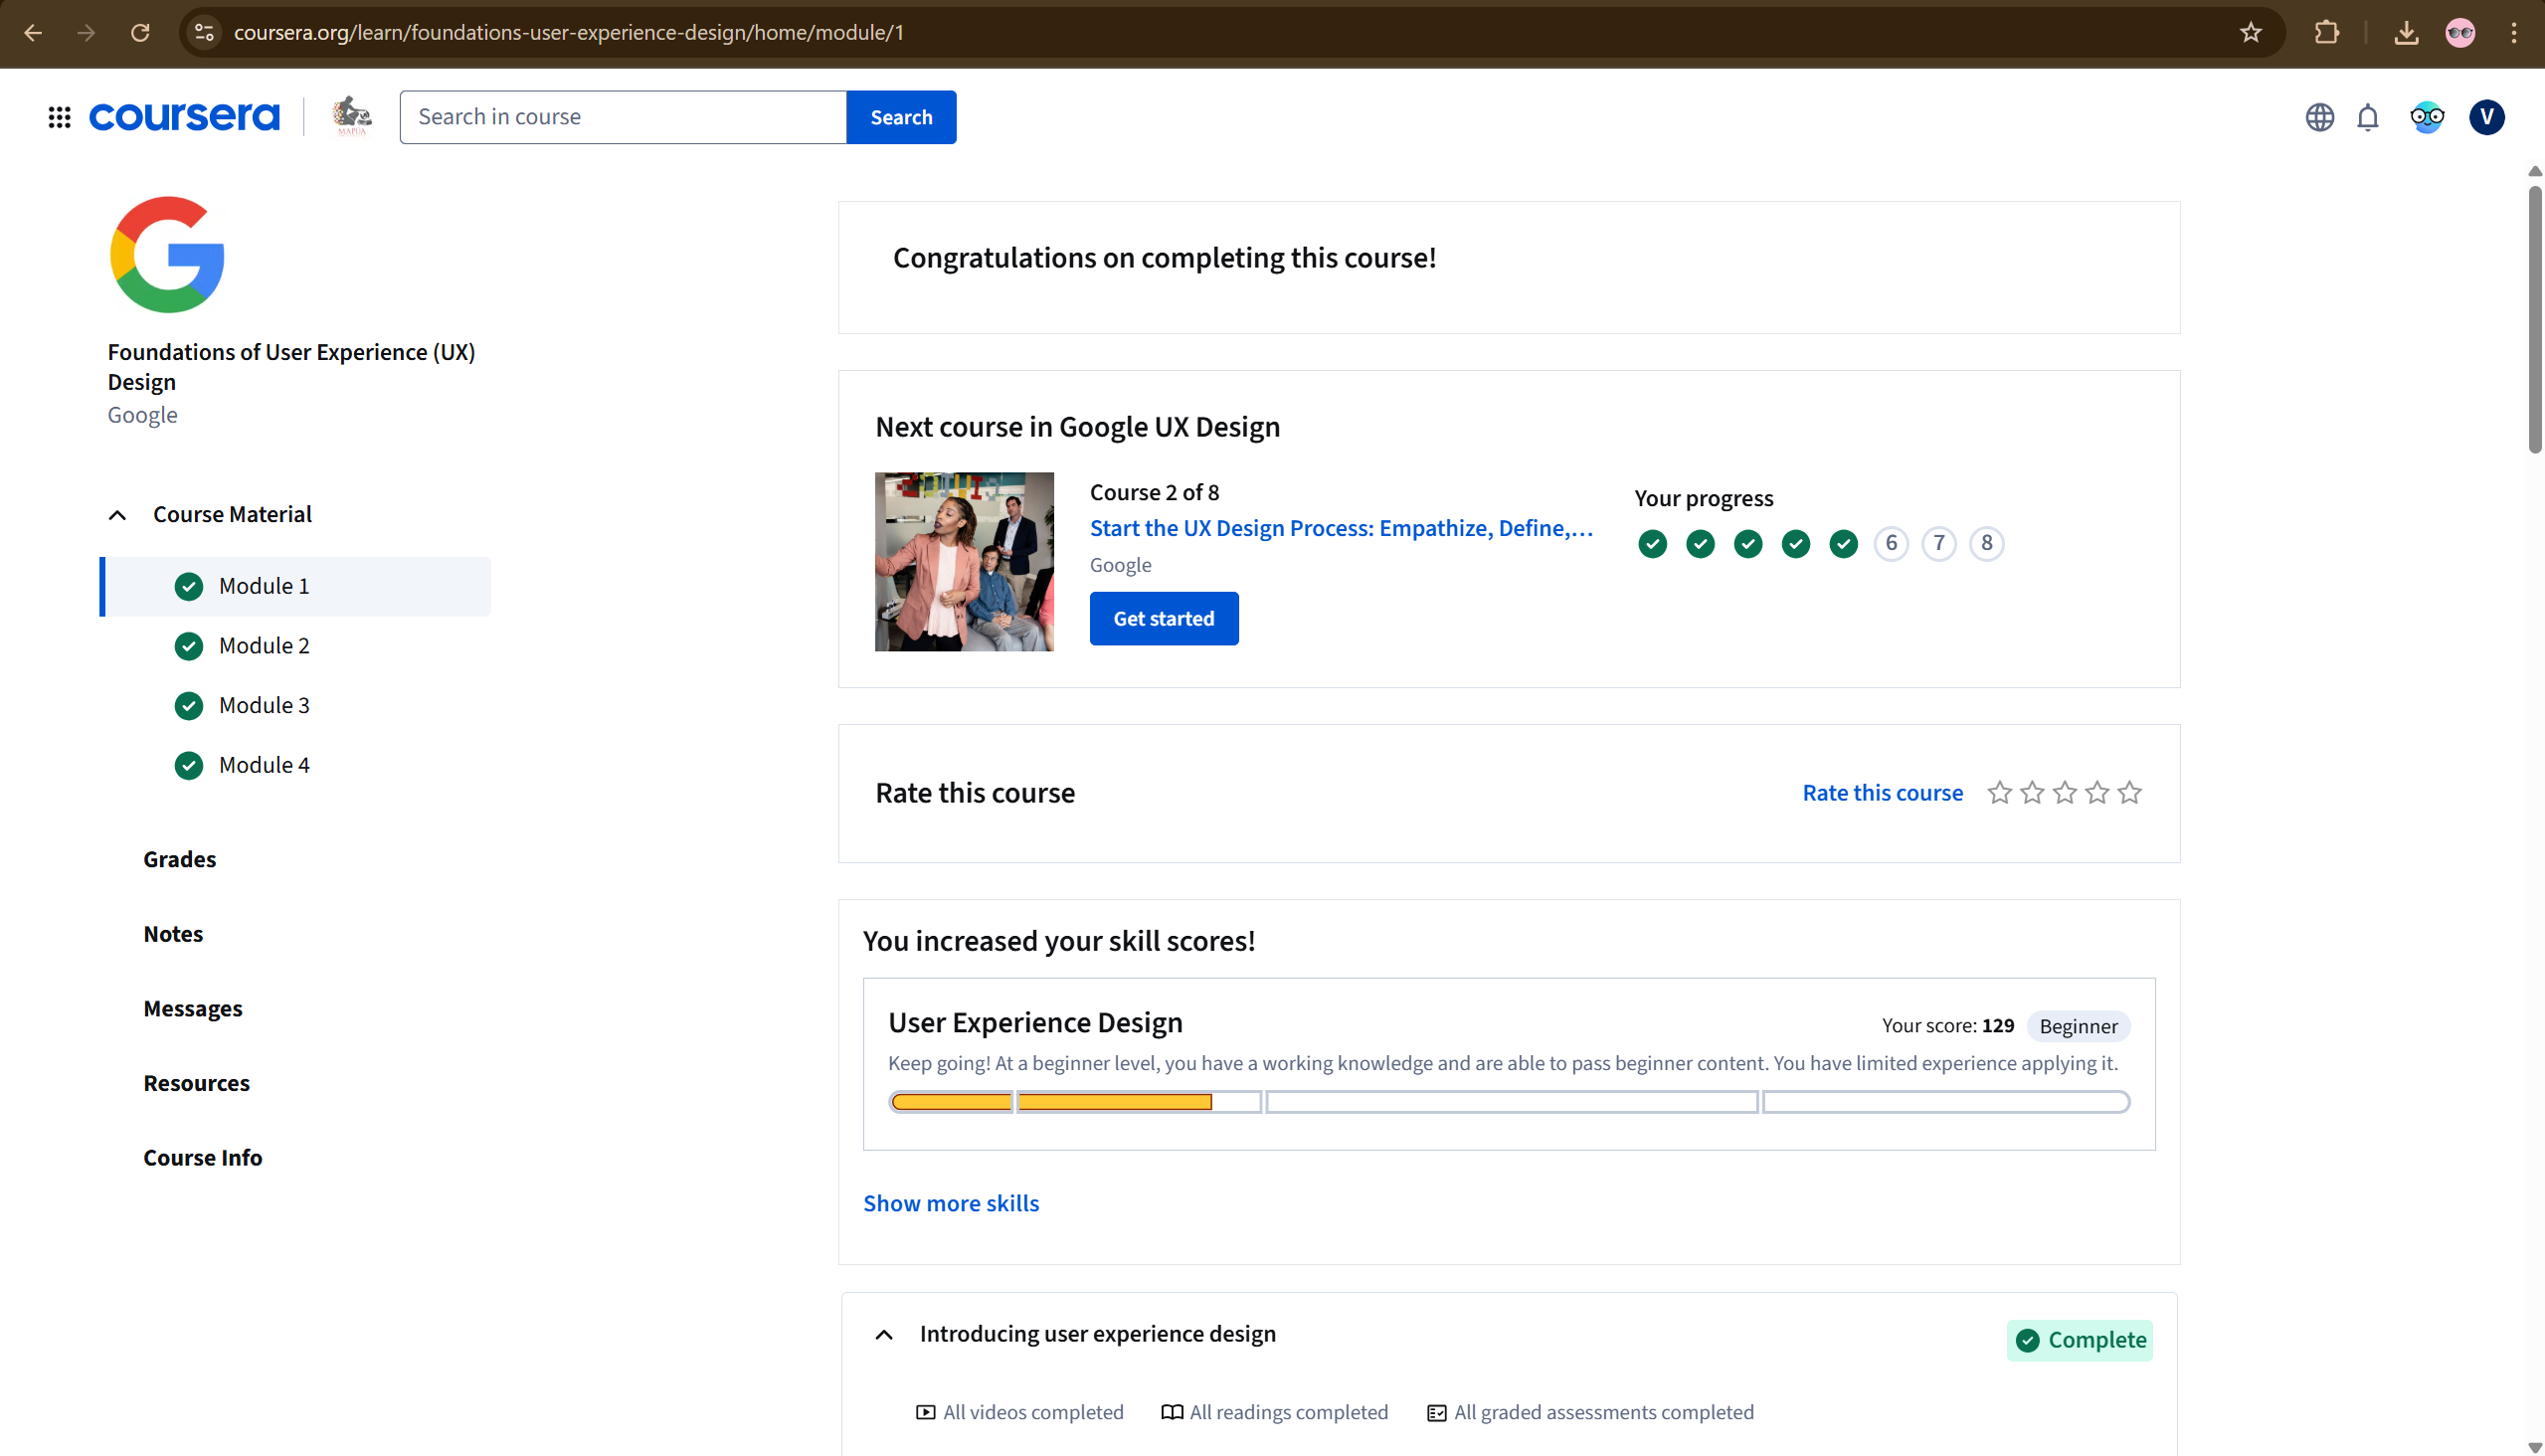 coursera.org/learn/foundations-user-experience-design/home/module/1
coursera
MAPÚA
Search in course
Search
V
Foundations of User Experience (UX)
Design
Google
Course Material
Module 1
Module 2
Module 3
Module 4
Grades
Notes
Messages
Resources
Course Info
Congratulations on completing this course!
Next course in Google UX Design
Course 2 of 8
Start the UX Design Process: Empathize, Define,...
Google
Get started
Your progress
6 7 8
Rate this course
Rate this course
You increased your skill scores!
User Experience Design
Your score: 129 Beginner
Keep going! At a beginner level, you have a working knowledge and are able to pass beginner content. You have limited experience applying it.
Show more skills
Introducing user experience design
Complete
All videos completed All readings completed All graded assessments completed